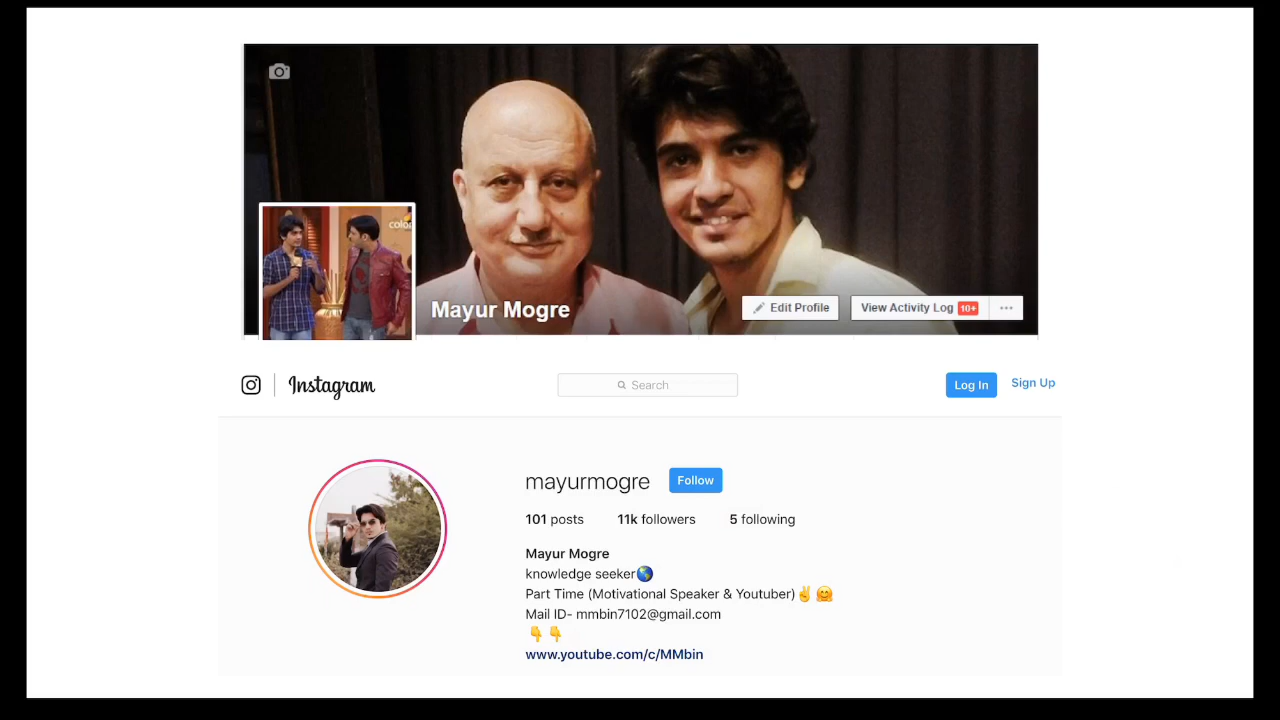 color
Mayur Mogre
Edit Profile
View Activity Log 10+
Instagram
Search
Log In
Sign Up
mayurmogre
Follow
101 posts 11k followers 5 following
Mayur Mogre
knowledge seeker🌎
Part Time (Motivational Speaker & Youtuber)✌️🤗
Mail ID- mmbin7102@gmail.com
👇👇
www.youtube.com/c/MMbin